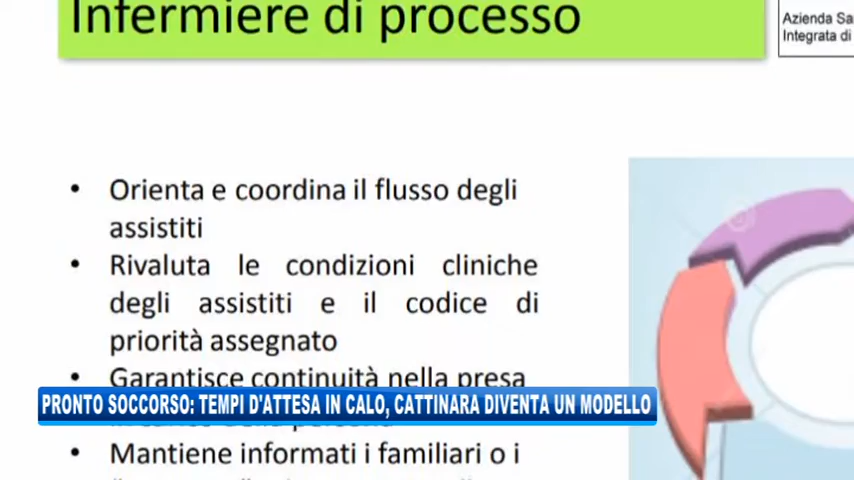 Infermiere di processo
Azienda Sa
Integrata di
• Orienta e coordina il flusso degli
assistiti
• Rivaluta le condizioni cliniche
degli assistiti e il codice di
priorità assegnato
• Garantisce continuità nella presa
PRONTO SOCCORSO: TEMPI D'ATTESA IN CALO, CATTINARA DIVENTA UN MODELLO
• Mantiene informati i familiari o i